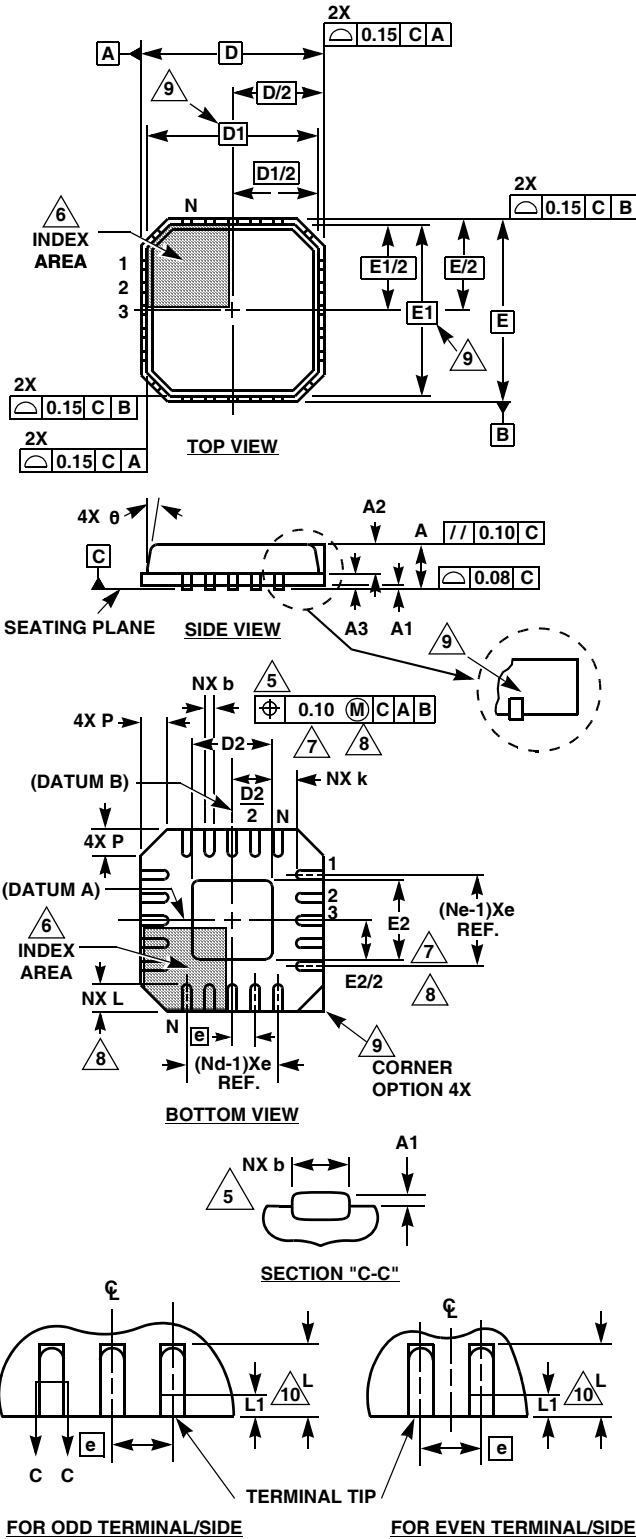 2X
0.15 C A
A
D
9
D/2
D1
D1/2
2X
0.15 C B
6
INDEX
AREA
N
1
2
3
E1/2
E/2
E1
E
9
2X
0.15 C B
B
2X
0.15 C A
TOP VIEW
4X θ
A2
A
// 0.10 C
C
0.08 C
SEATING PLANE
SIDE VIEW
A3
A1
9
NX b
5
⌖ 0.10 Ⓜ C A B
4X P
D2
7
8
(DATUM B)
D2
2
N
NX k
4X P
1
(DATUM A)
2
3
(Ne-1)Xe
REF.
6
INDEX
AREA
E2
7
E2/2
8
NX L
N
e
8
(Nd-1)Xe
REF.
9
CORNER
OPTION 4X
BOTTOM VIEW
A1
NX b
5
SECTION "C-C"
℄
℄
L
10
L1
L
10
L1
e
e
C C
TERMINAL TIP
FOR ODD TERMINAL/SIDE
FOR EVEN TERMINAL/SIDE